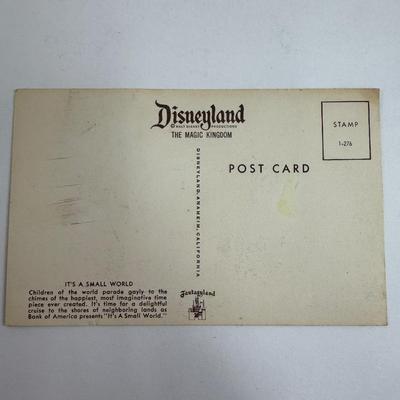 Disneyland
© WALT DISNEY PRODUCTIONS
THE MAGIC KINGDOM
STAMP
1-276
POST CARD
DISNEYLAND, ANAHEIM, CALIFORNIA
IT'S A SMALL WORLD
Children of the world parade gayly to the
chimes of the happiest, most imaginative time
piece ever created. It's time for a delightful
cruise to the shores of neighboring lands as
Bank of America presents "It's A Small World."
Fantasyland